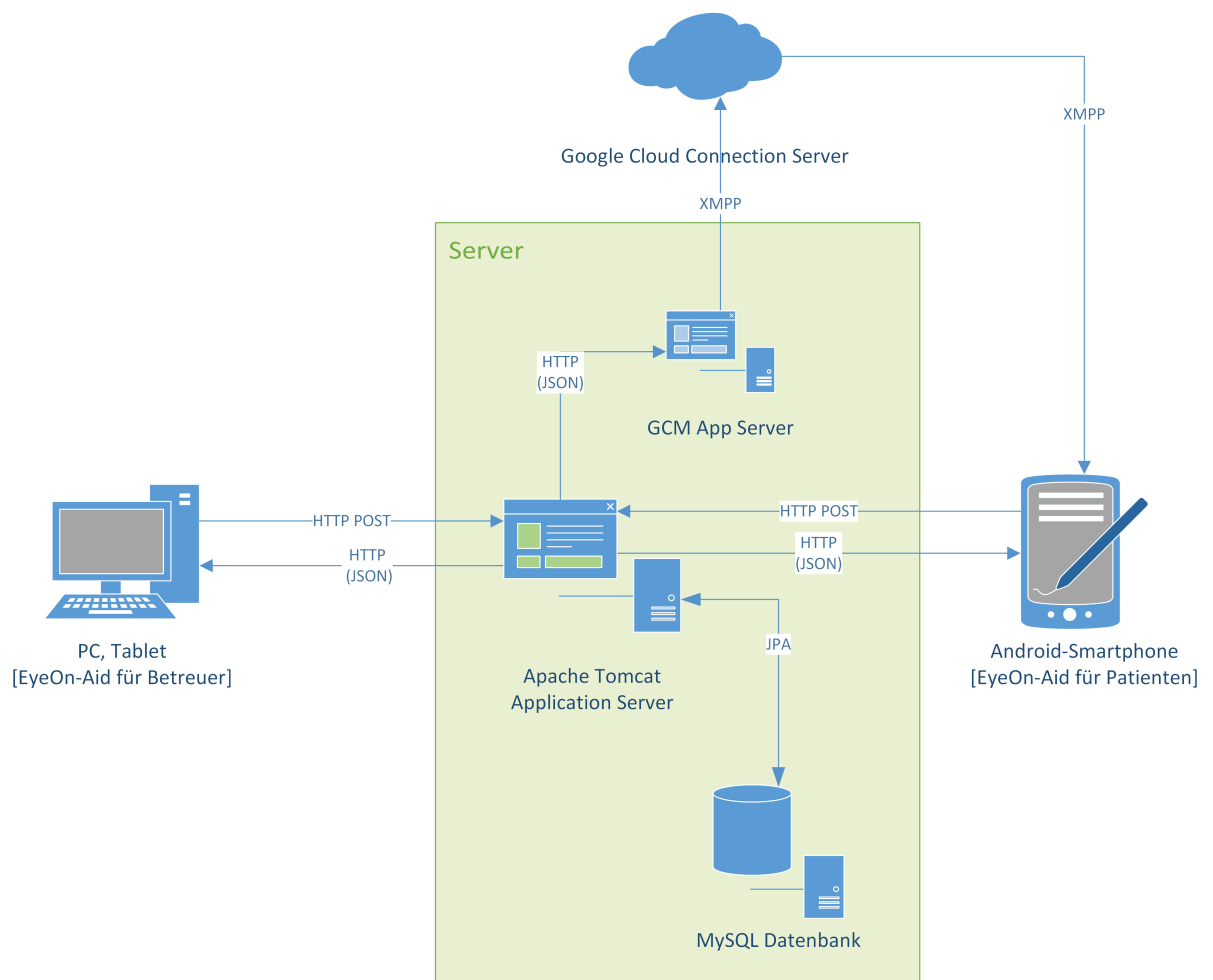 XMPP
Google Cloud Connection Server
XMPP
Server
HTTP
(JSON)
GCM App Server
HTTP POST
HTTP POST
HTTP
(JSON)
HTTP
(JSON)
JPA
PC, Tablet
[EyeOn-Aid für Betreuer]
Apache Tomcat
Application Server
Android-Smartphone
[EyeOn-Aid für Patienten]
MySQL Datenbank